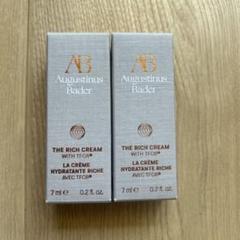 AB
Augustinus
Bader
THE RICH CREAM
WITH TFC8®
LA CRÈME
HYDRATANTE RICHE
AVEC TFC8®
7 ml e 0.2 fl. oz.
AB
Augustinus
Bader
THE RICH CREAM
WITH TFC8®
LA CRÈME
HYDRATANTE RICHE
AVEC TFC8®
7 ml e 0.2 fl. oz.